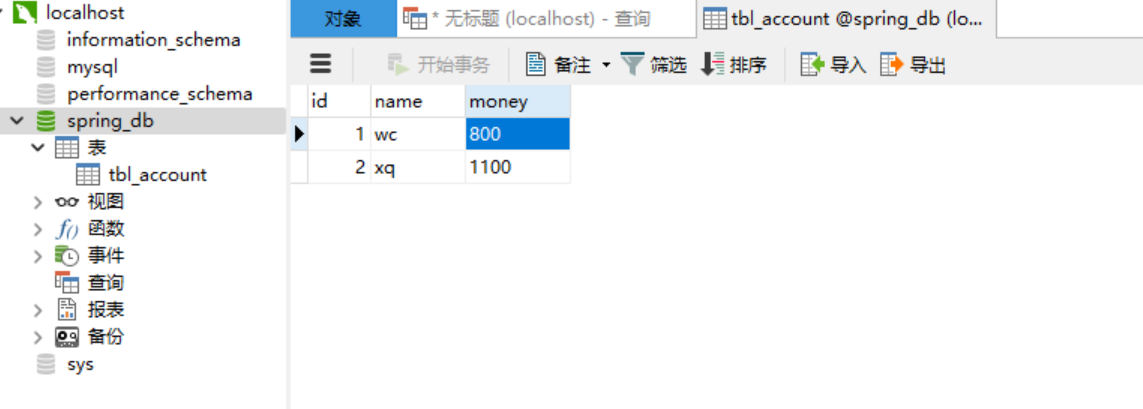 localhost
information_schema
mysql
performance_schema
spring_db
表
tbl_account
视图
f()
函数
事件
查询
报表
备份
sys
对象
* 无标题 (localhost) - 查询
tbl_account @spring_db (lo...
开始事务
备注
筛选
排序
导入
导出
id name money
1 wc 800
2 xq 1100